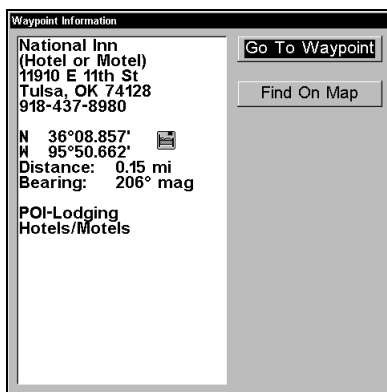 Waypoint Information
National Inn
(Hotel or Motel)
11910 E 11th St
Tulsa, OK 74128
918-437-8980
N 36°08.857'
W 95°50.662'
Distance: 0.15 mi
Bearing: 206° mag
POI-Lodging
Hotels/Motels
Go To Waypoint
Find On Map